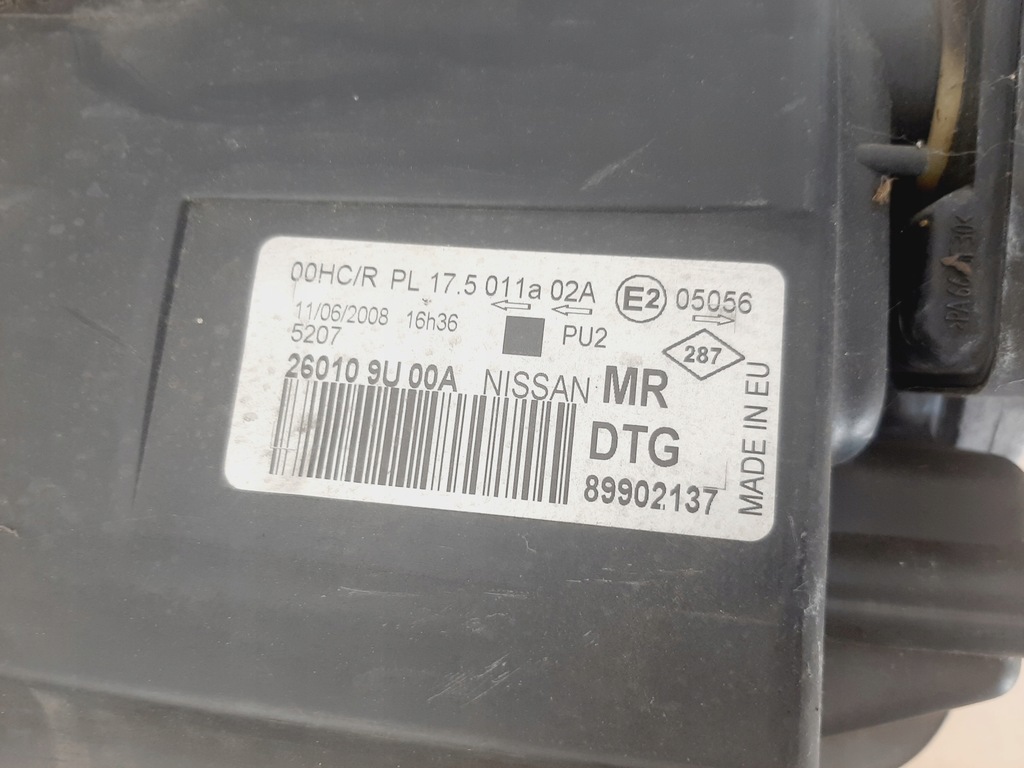 00HC/R PL 17.5 011a 02A E2 05056
11/06/2008 16h36
5207
PU2
287
26010 9U 00A NISSAN MR
DTG
89902137
MADE IN EU